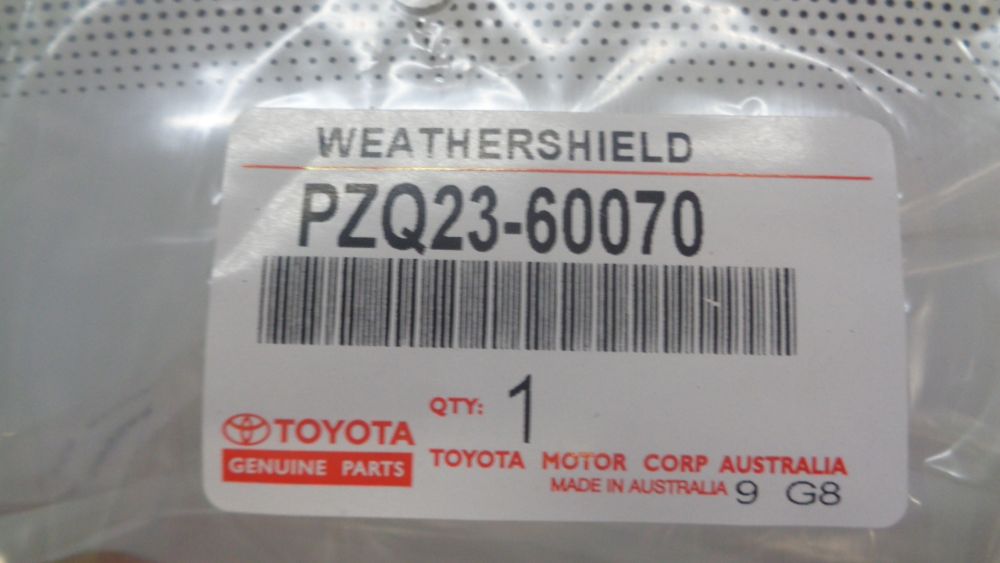 WEATHERSHIELD
PZQ23-60070
QTY: 1
TOYOTA
GENUINE PARTS
TOYOTA MOTOR CORP AUSTRALIA
MADE IN AUSTRALIA 9 G8